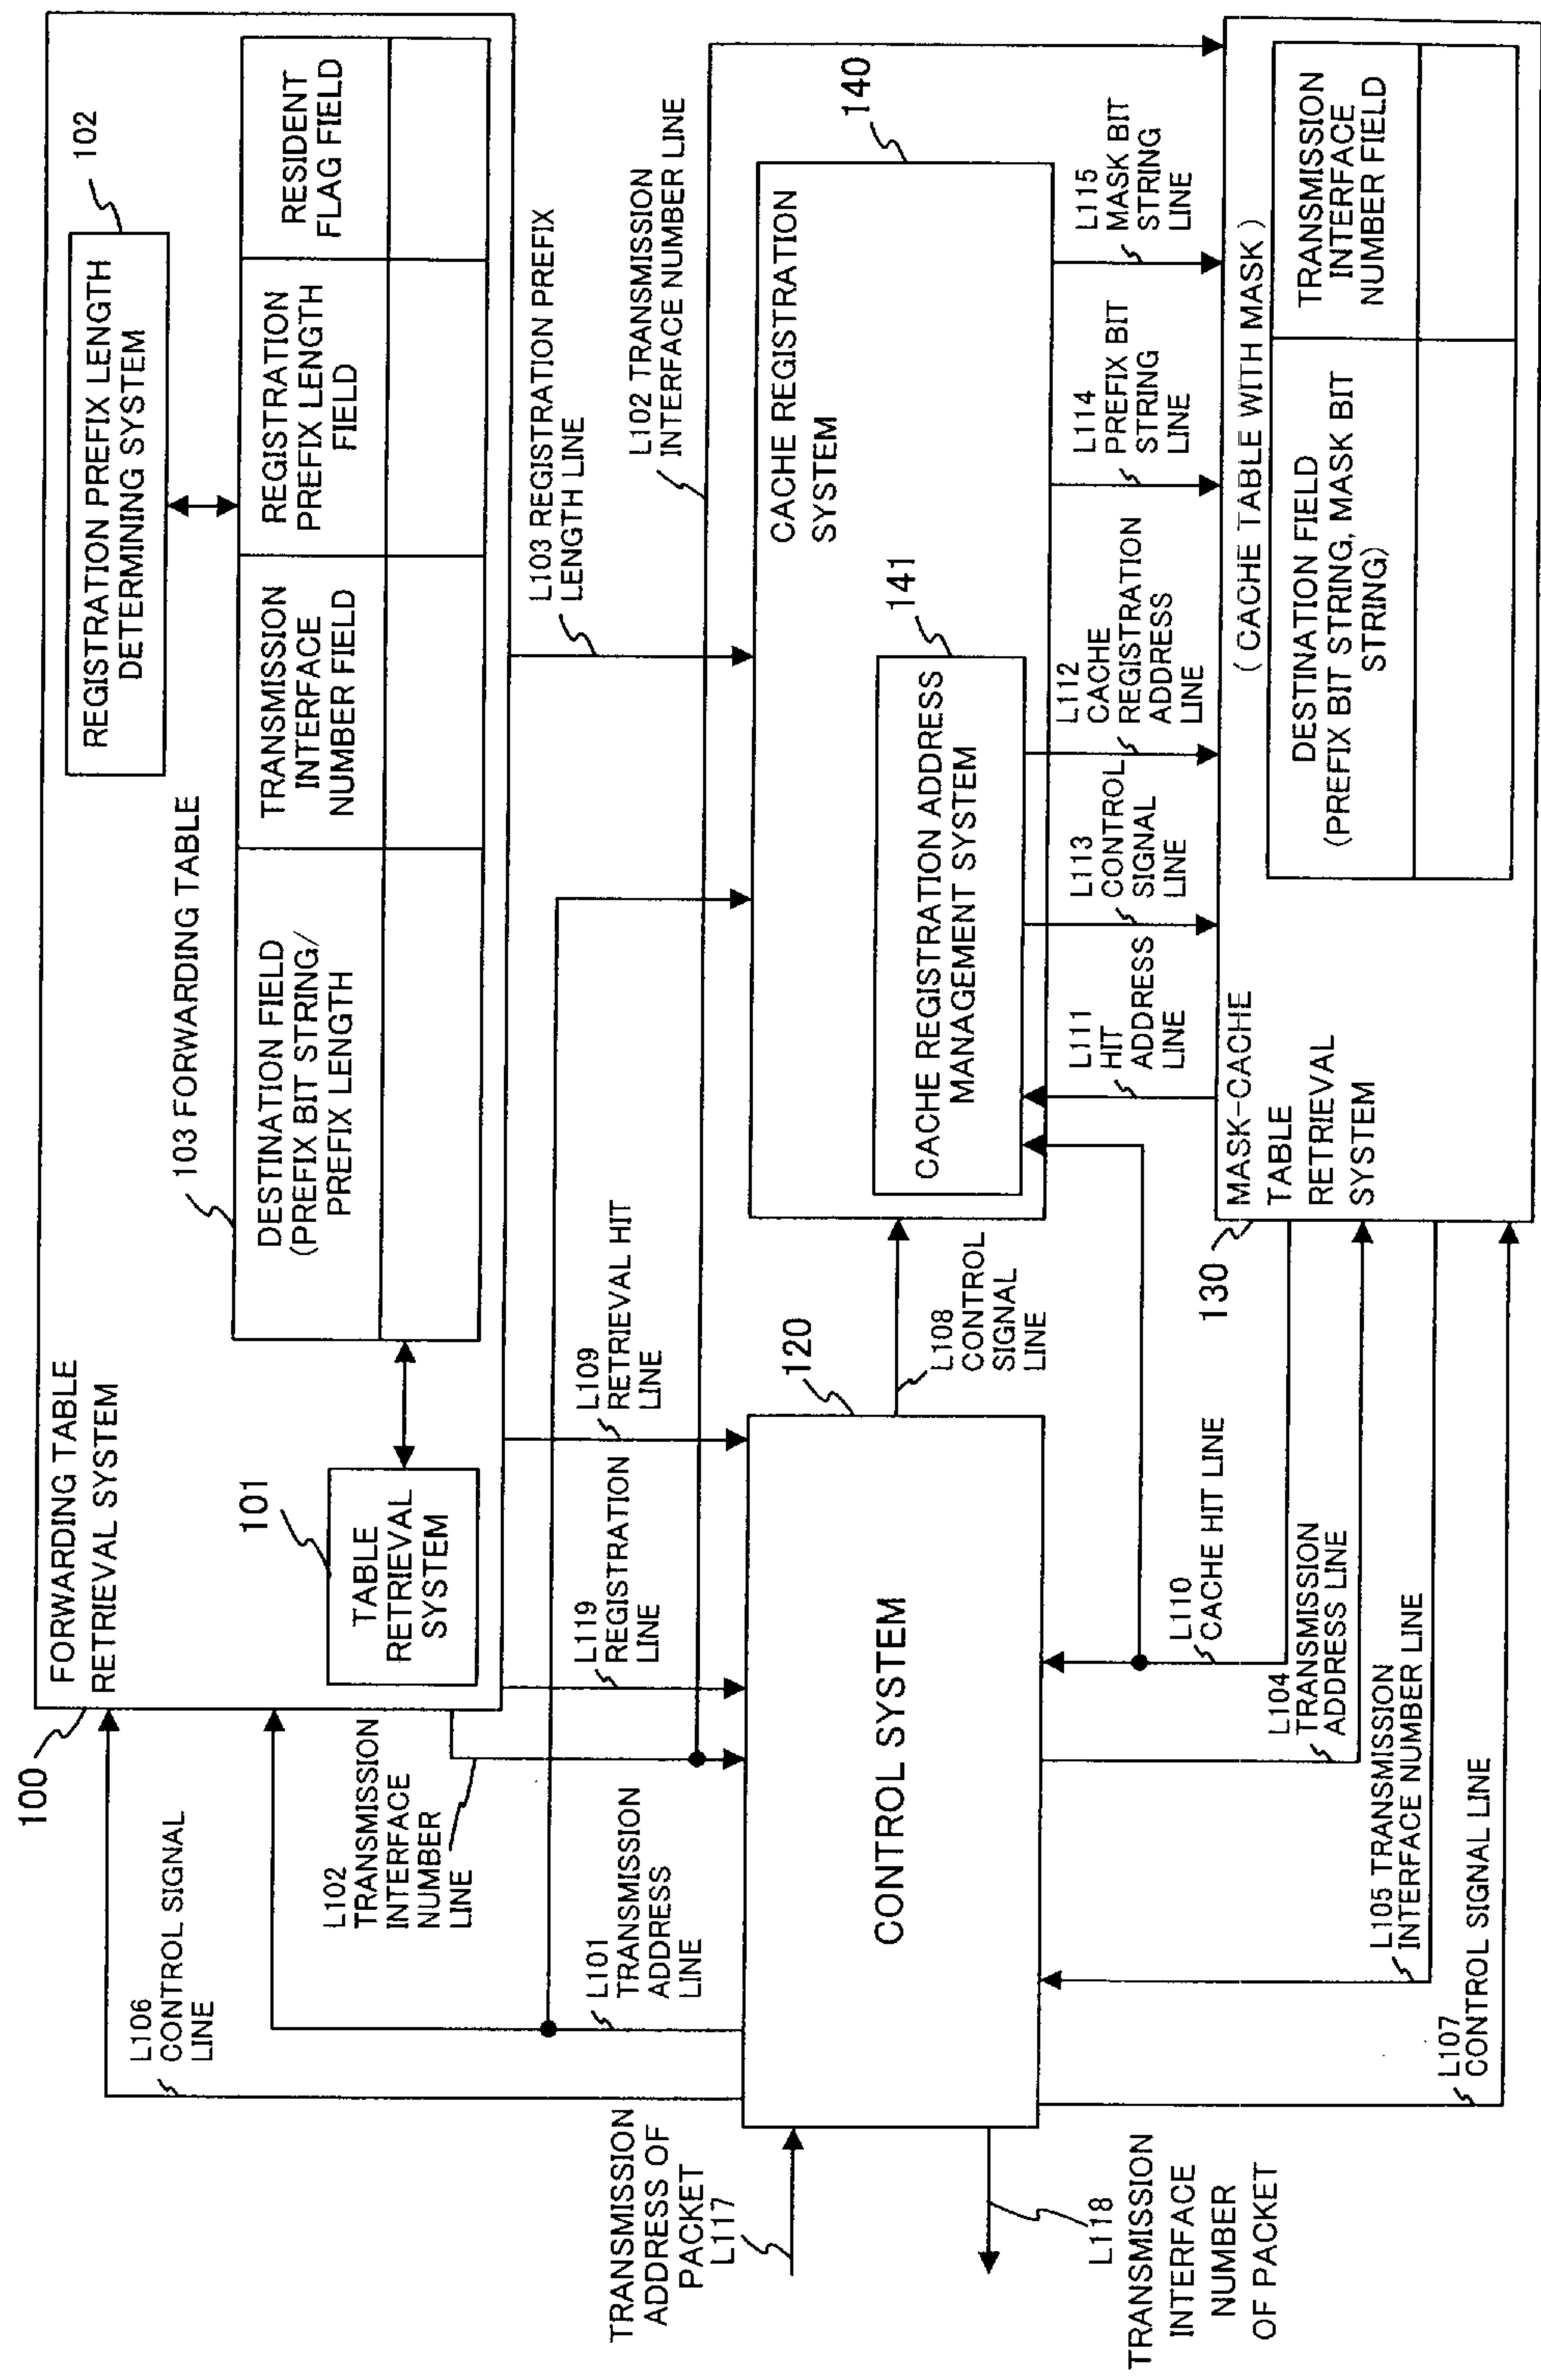 100
FORWARDING TABLE
RETRIEVAL SYSTEM
101
TABLE
RETRIEVAL
SYSTEM
103 FORWARDING TABLE
DESTINATION FIELD
(PREFIX BIT STRING/
PREFIX LENGTH
TRANSMISSION
INTERFACE
NUMBER FIELD
REGISTRATION
PREFIX LENGTH
FIELD
RESIDENT
FLAG FIELD
REGISTRATION PREFIX LENGTH
DETERMINING SYSTEM
102
L106
CONTROL SIGNAL
LINE
L102
TRANSMISSION
INTERFACE
NUMBER
LINE
L101
TRANSMISSION
ADDRESS
LINE
L119
REGISTRATION
LINE
L109
RETRIEVAL HIT
LINE
L103 REGISTRATION PREFIX
LENGTH LINE
L102 TRANSMISSION
INTERFACE NUMBER LINE
TRANSMISSION
ADDRESS OF
PACKET
L117
L118
TRANSMISSION
INTERFACE
NUMBER
OF PACKET
CONTROL SYSTEM
120
L108
CONTROL
SIGNAL
LINE
CACHE REGISTRATION
SYSTEM
140
CACHE REGISTRATION ADDRESS
MANAGEMENT SYSTEM
141
L110
CACHE HIT LINE
L104
TRANSMISSION
ADDRESS LINE
L105 TRANSMISSION
INTERFACE NUMBER LINE
L107
CONTROL SIGNAL LINE
L111
HIT
ADDRESS
LINE
L113
CONTROL
SIGNAL
LINE
L112
CACHE
REGISTRATION
ADDRESS
LINE
L114
PREFIX BIT
STRING
LINE
L115
MASK BIT
STRING
LINE
130
MASK-CACHE
TABLE
RETRIEVAL
SYSTEM
( CACHE TABLE WITH MASK )
DESTINATION FIELD
(PREFIX BIT STRING, MASK BIT
STRING)
TRANSMISSION
INTERFACE
NUMBER FIELD